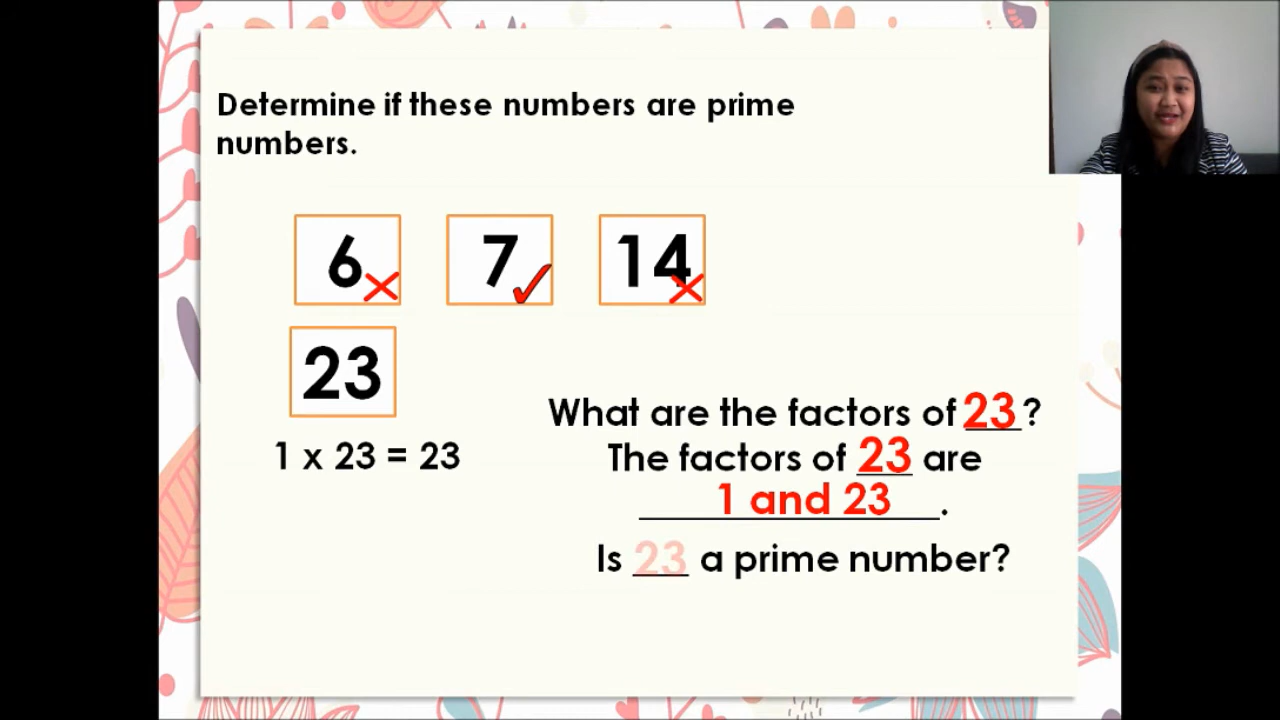 Determine if these numbers are prime
numbers.
6 7 14
23
1 x 23 = 23
What are the factors of 23?
The factors of 23 are
1 and 23.
Is 23 a prime number?